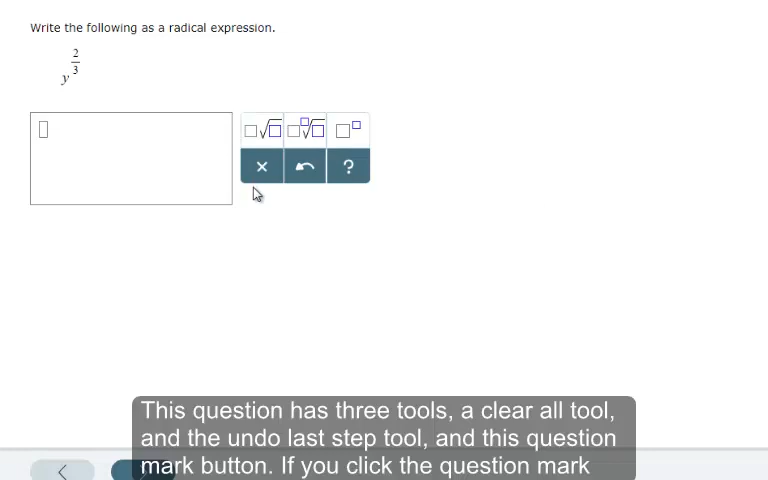 Write the following as a radical expression.
y^(2/3)
□√□ □∜□ □^□
× ?
This question has three tools, a clear all tool,
and the undo last step tool, and this question
mark button. If you click the question mark